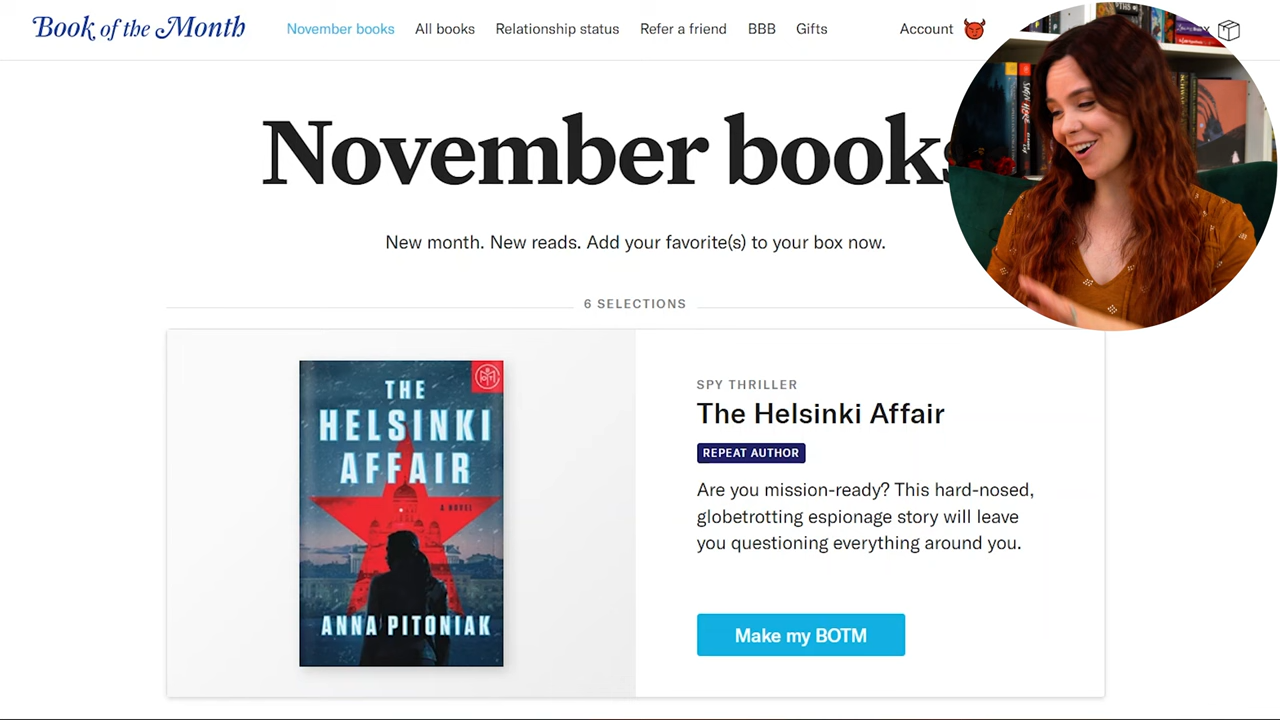 Book of the Month
November books
All books
Relationship status
Refer a friend
BBB
Gifts
Account
November books
New month. New reads. Add your favorite(s) to your box now.
6 SELECTIONS
THE
HELSINKI
AFFAIR
A NOVEL
ANNA PITONIAK
SPY THRILLER
The Helsinki Affair
REPEAT AUTHOR
Are you mission-ready? This hard-nosed,
globetrotting espionage story will leave
you questioning everything around you.
Make my BOTM
SIGN HERE